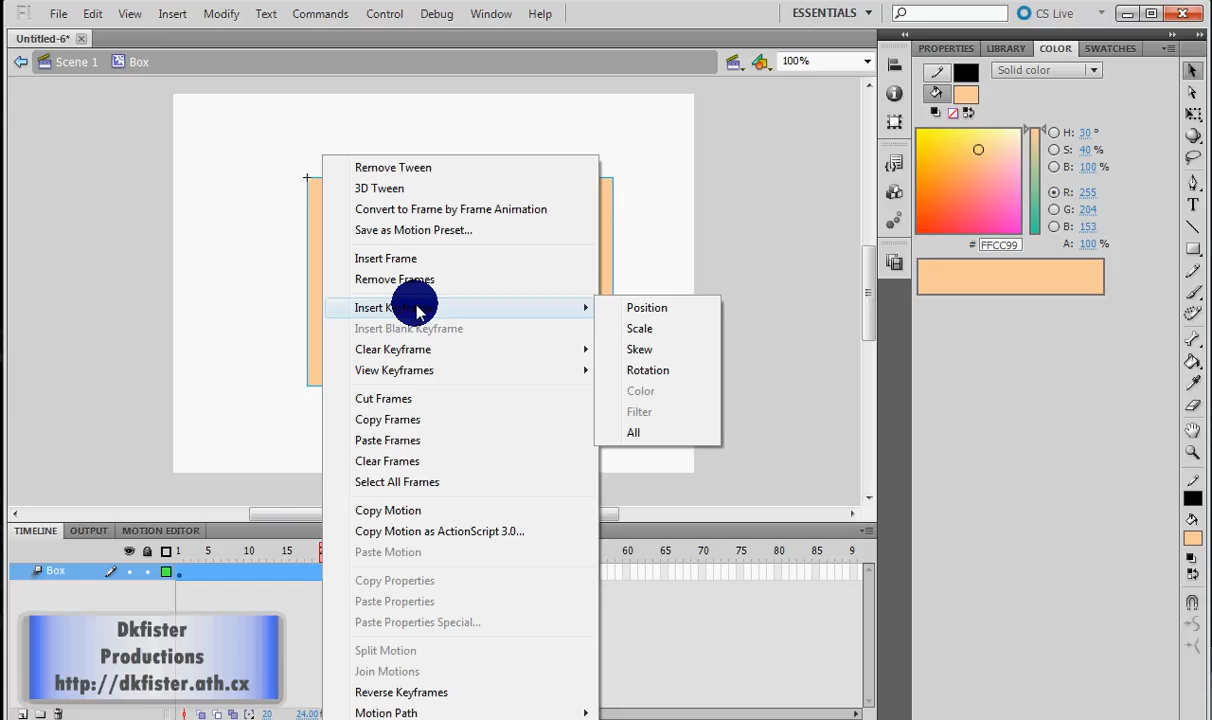 Fl File Edit View Insert Modify Text Commands Control Debug Window Help ESSENTIALS CS Live
Untitled-6*
Scene 1 Box 100%
PROPERTIES LIBRARY COLOR SWATCHES
Solid color
H: 30 °
S: 40 %
B: 100 %
R: 255
G: 204
B: 153
# FFCC99 A: 100 %
Remove Tween
3D Tween
Convert to Frame by Frame Animation
Save as Motion Preset...
Insert Frame
Remove Frames
Insert
Insert Blank Keyframe
Clear Keyframe
View Keyframes
Cut Frames
Copy Frames
Paste Frames
Clear Frames
Select All Frames
Copy Motion
Copy Motion as ActionScript 3.0...
Paste Motion
Copy Properties
Paste Properties
Paste Properties Special...
Split Motion
Join Motions
Reverse Keyframes
Motion Path
Position
Scale
Skew
Rotation
Color
Filter
All
TIMELINE OUTPUT MOTION EDITOR
1 5 10 15 60 65 70 75 80 85 9
Box
Dkfister
Productions
http://dkfister.ath.cx
20 24.00